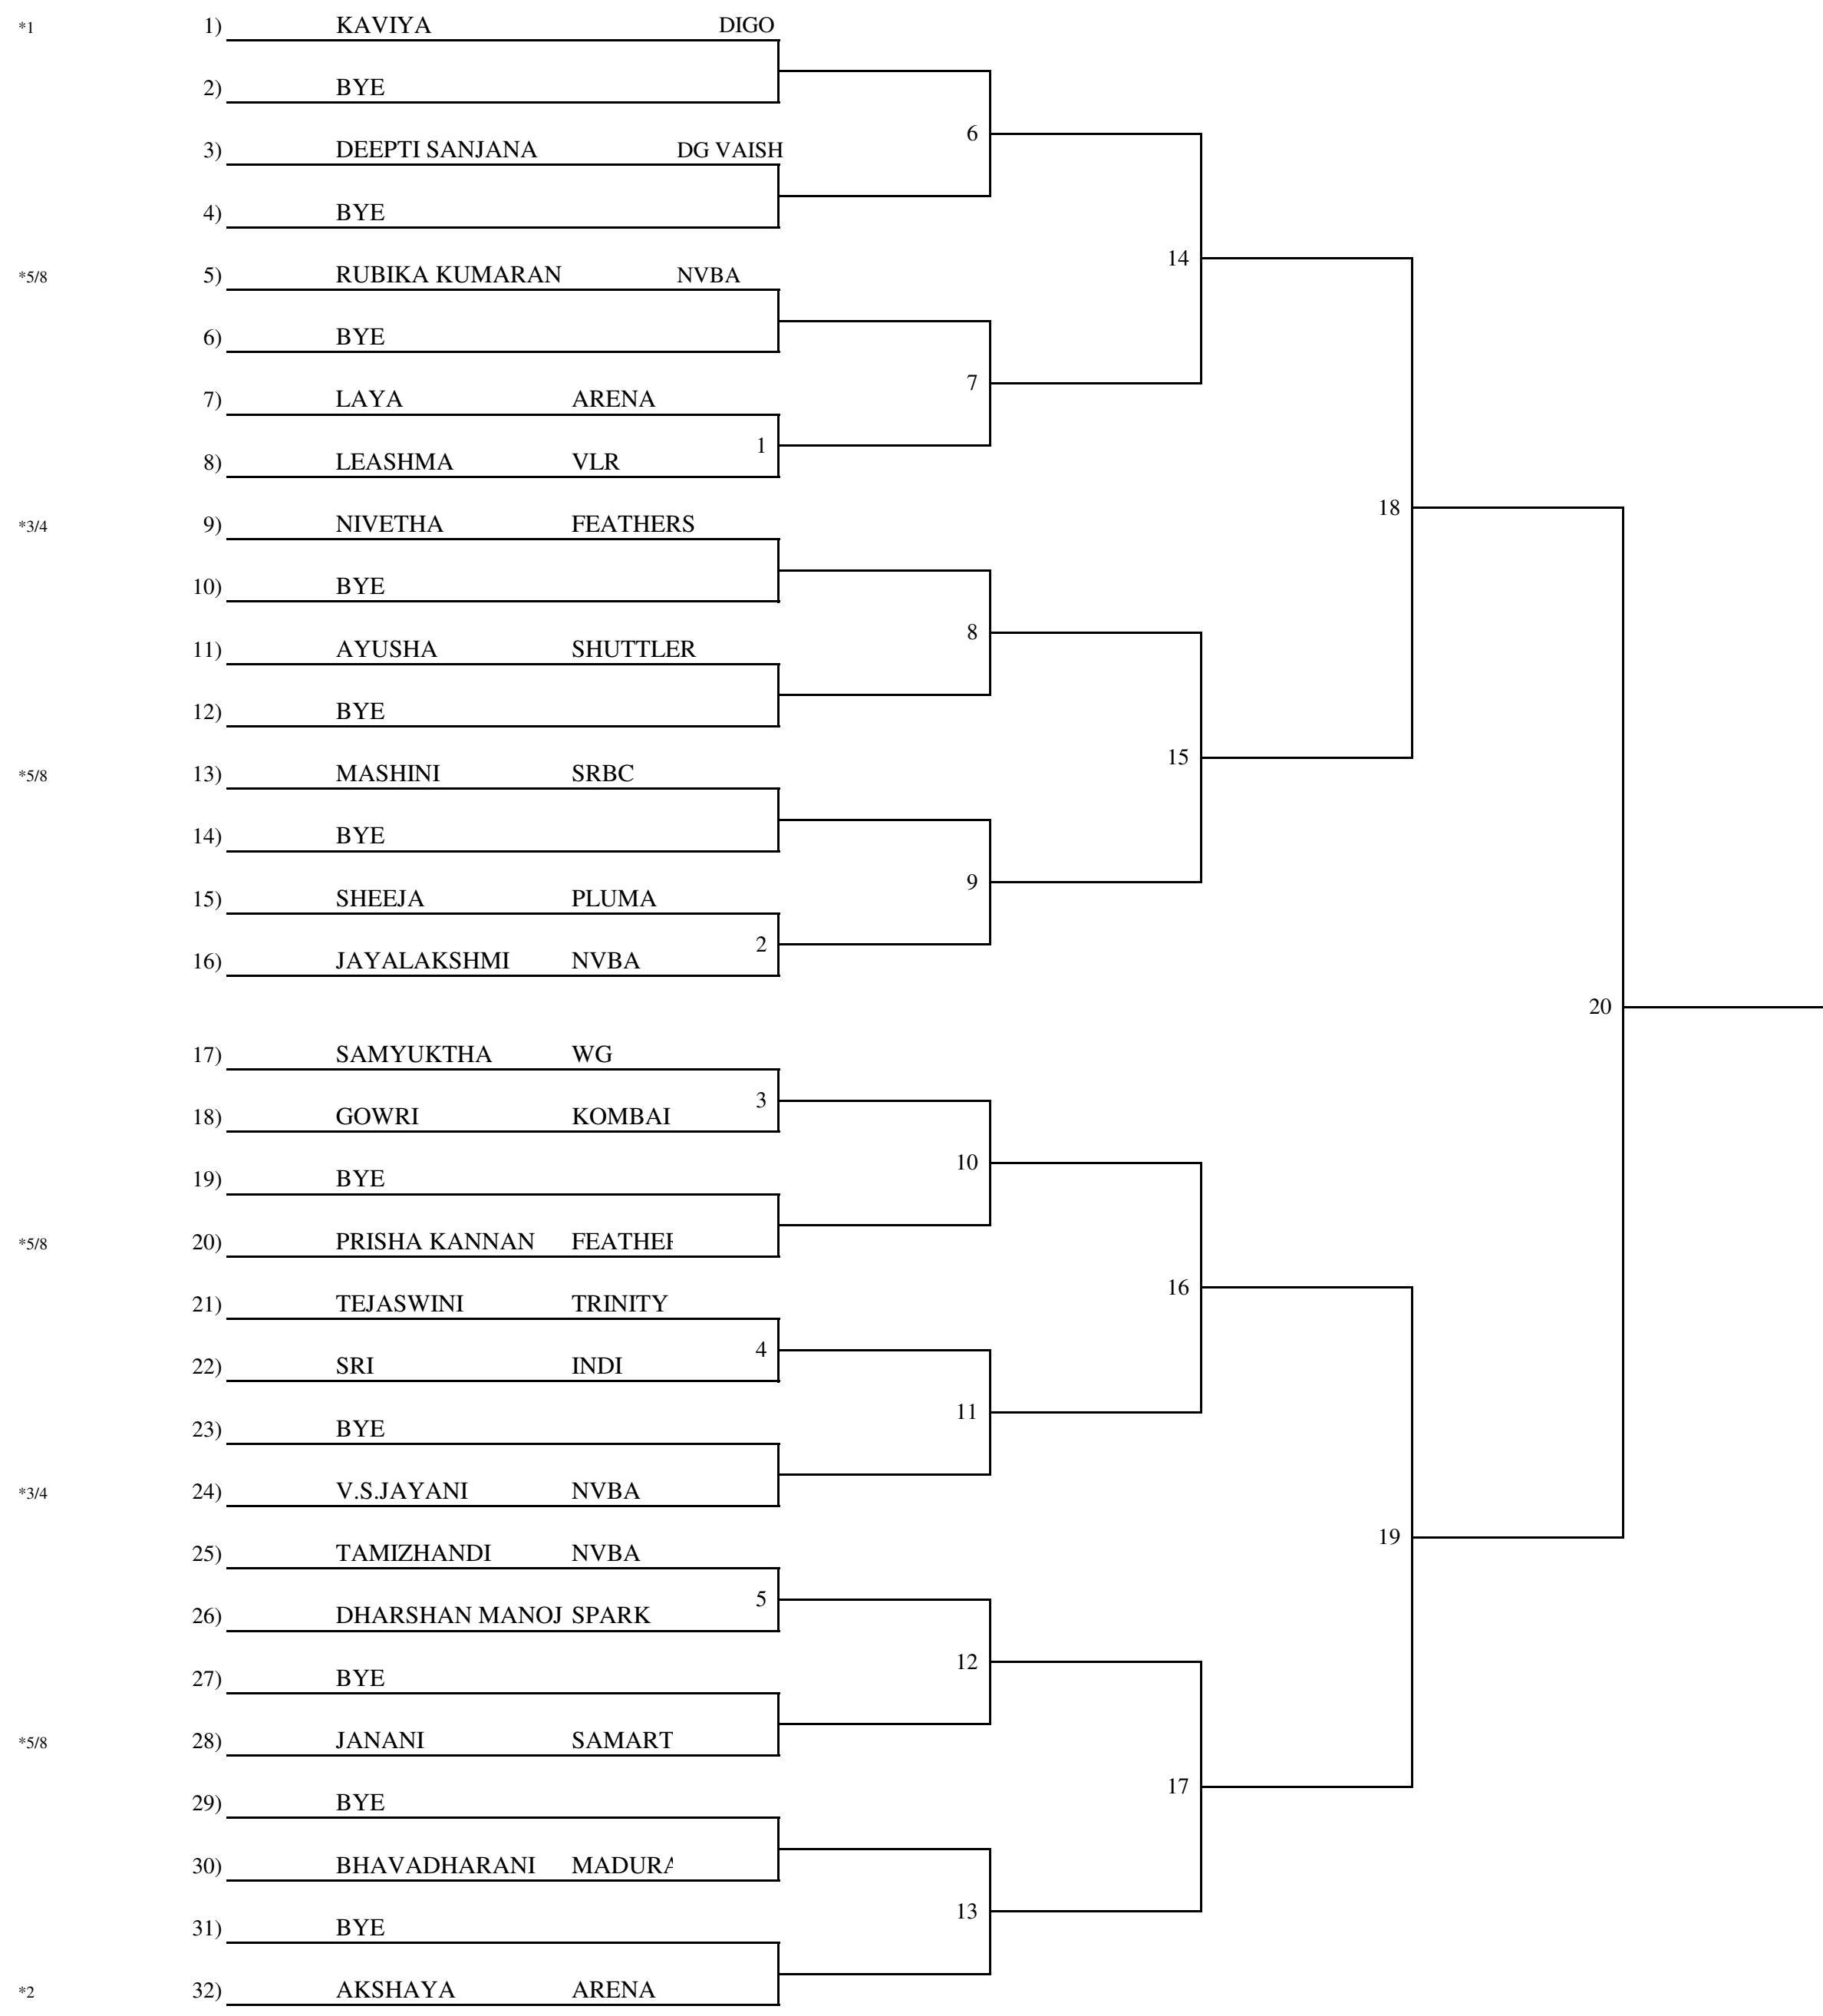 *1 1) KAVIYA DIGO
2) BYE
6
3) DEEPTI SANJANA DG VAISH
4) BYE
14
*5/8 5) RUBIKA KUMARAN NVBA
6) BYE
7
7) LAYA ARENA
1
8) LEASHMA VLR
18
*3/4 9) NIVETHA FEATHERS
10) BYE
8
11) AYUSHA SHUTTLER
12) BYE
15
*5/8 13) MASHINI SRBC
14) BYE
9
15) SHEEJA PLUMA
2
16) JAYALAKSHMI NVBA
20
17) SAMYUKTHA WG
3
18) GOWRI KOMBAI
10
19) BYE
*5/8 20) PRISHA KANNAN
16
21) TEJASWINI TRINITY
4
22) SRI INDI
11
23) BYE
*3/4 24) V.S.JAYANI NVBA
19
25) TAMIZHANDI NVBA
5
26) DHARSHAN MANOJ SPARK
12
27) BYE
*5/8 28) JANANI SAMART
17
29) BYE
30) BHAVADHARANI
13
31) BYE
*2 32) AKSHAYA ARENA